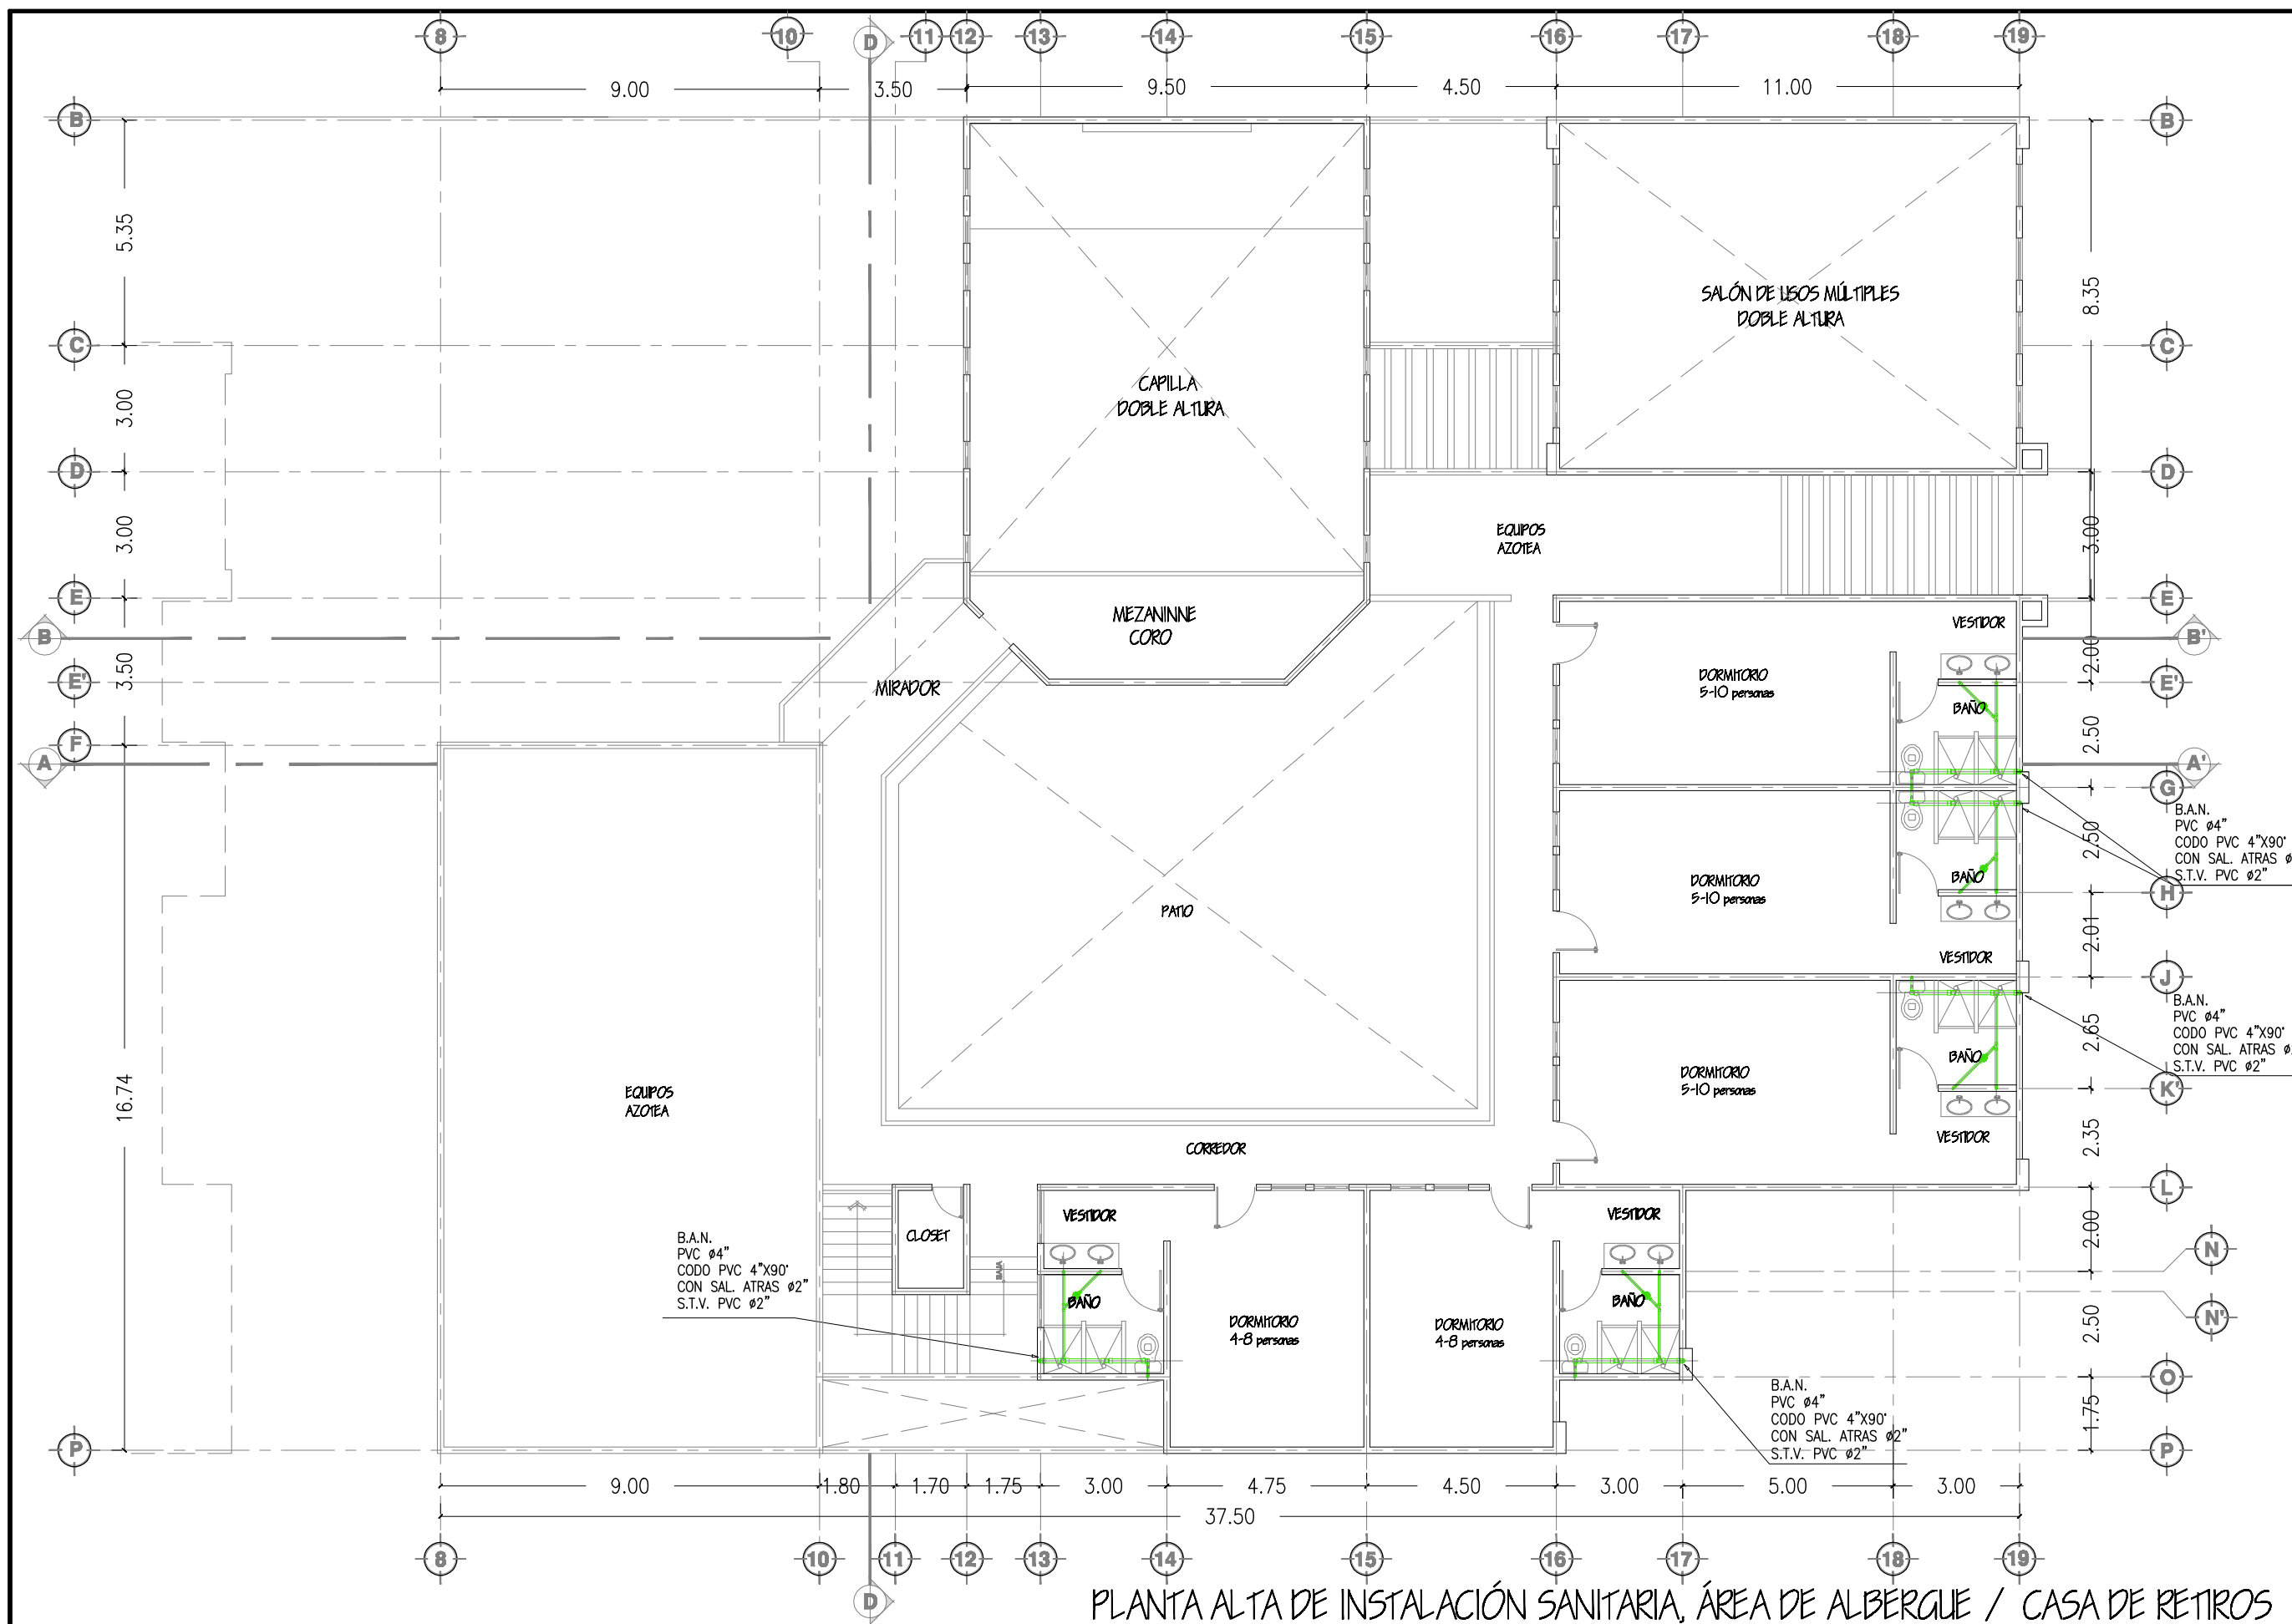 8 10 D 11 12 13 14 15 16 17 18 19
9.00 3.50 9.50 4.50 11.00
B B
5.35
8.35
SALÓN DE USOS MÚLTIPLES
DOBLE ALTURA
C C
CAPILLA
DOBLE ALTURA
3.00
D D
EQUIPOS
AZOTEA
3.00
3.00
E E
MEZANINNE
CORO
VESTIDOR
B B'
2.00
3.50
E' E'
MIRADOR
DORMITORIO
5-10 personas
BAÑO
F
2.50
A A'
G
B.A.N.
PVC ø4"
CODO PVC 4"X90°
CON SAL. ATRAS ø
S.T.V. PVC ø2"
2.50
DORMITORIO
5-10 personas
BAÑO
H
PATIO
2.01
VESTIDOR
J
B.A.N.
PVC ø4"
CODO PVC 4"X90°
CON SAL. ATRAS ø
S.T.V. PVC ø2"
2.65
BAÑO
DORMITORIO
5-10 personas
K'
16.74
EQUIPOS
AZOTEA
VESTIDOR
2.35
CORREDOR
L
VESTIDOR
VESTIDOR
CLOSET
2.00
N
B.A.N.
PVC ø4"
CODO PVC 4"X90°
CON SAL. ATRAS ø2"
S.T.V. PVC ø2"
BAJA
BAÑO
BAÑO
DORMITORIO
4-8 personas
DORMITORIO
4-8 personas
N'
2.50
O
B.A.N.
PVC ø4"
CODO PVC 4"X90°
CON SAL. ATRAS ø2"
S.T.V. PVC ø2"
1.75
P P
9.00 1.80 1.70 1.75 3.00 4.75 4.50 3.00 5.00 3.00
37.50
8 10 11 12 13 14 15 16 17 18 19
D
PLANTA ALTA DE INSTALACIÓN SANITARIA, ÁREA DE ALBERGUE / CASA DE RETIROS